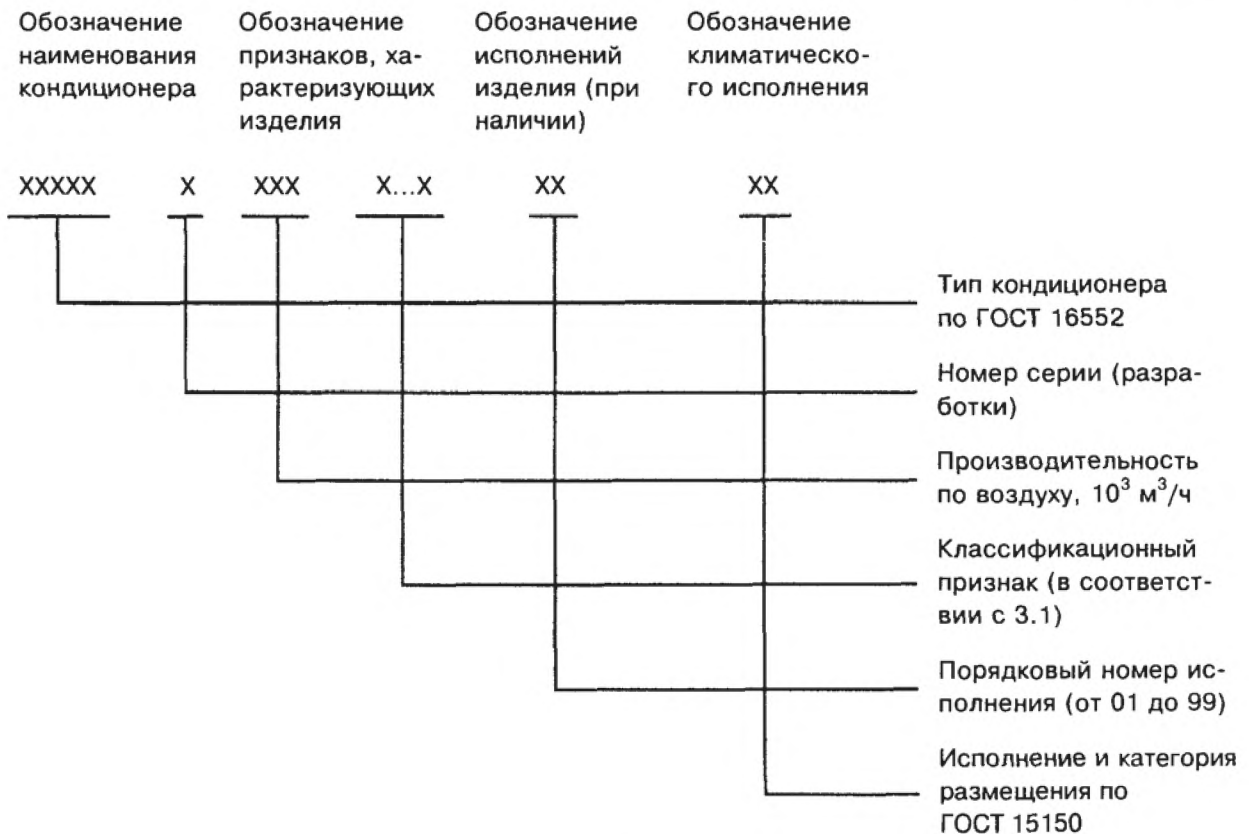 Обозначение
наименования
кондиционера
Обозначение
признаков, ха-
рактеризующих
изделия
Обозначение
исполнений
изделия (при
наличии)
Обозначение
климатическо-
го исполнения
XXXXX X XXX X...X XX XX
Тип кондиционера
по ГОСТ 16552
Номер серии (разра-
ботки)
Производительность
по воздуху, 10³ м³/ч
Классификационный
признак (в соответст-
вии с 3.1)
Порядковый номер ис-
полнения (от 01 до 99)
Исполнение и категория
размещения по
ГОСТ 15150